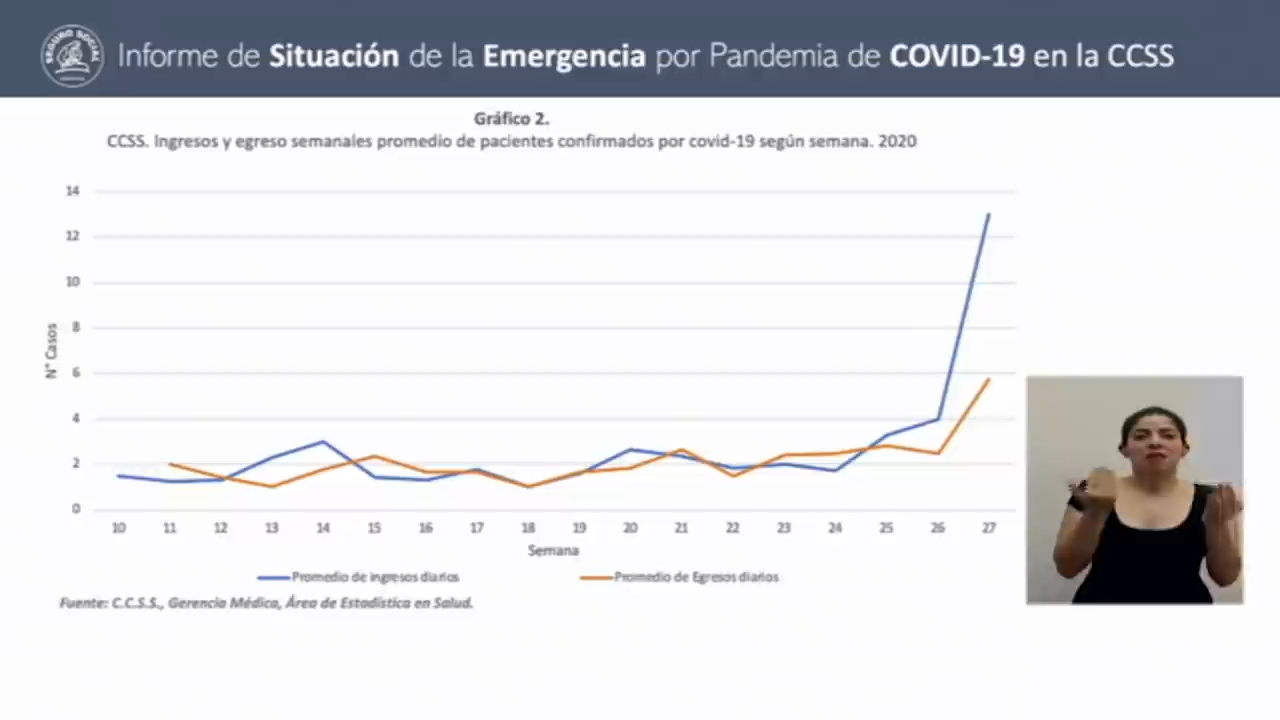 SEGURO SOCIAL
Informe de Situación de la Emergencia por Pandemia de COVID-19 en la CCSS
Gráfico 2.
CCSS. Ingresos y egreso semanales promedio de pacientes confirmados por covid-19 según semana. 2020
14
12
10
8
6
4
2
0
N° Casos
10 11 12 13 14 15 16 17 18 19 20 21 22 23 24 25 26 27
Semana
Promedio de ingresos diarios Promedio de Egresos diarios
Fuente: C.C.S.S., Gerencia Médica, Área de Estadística en Salud.